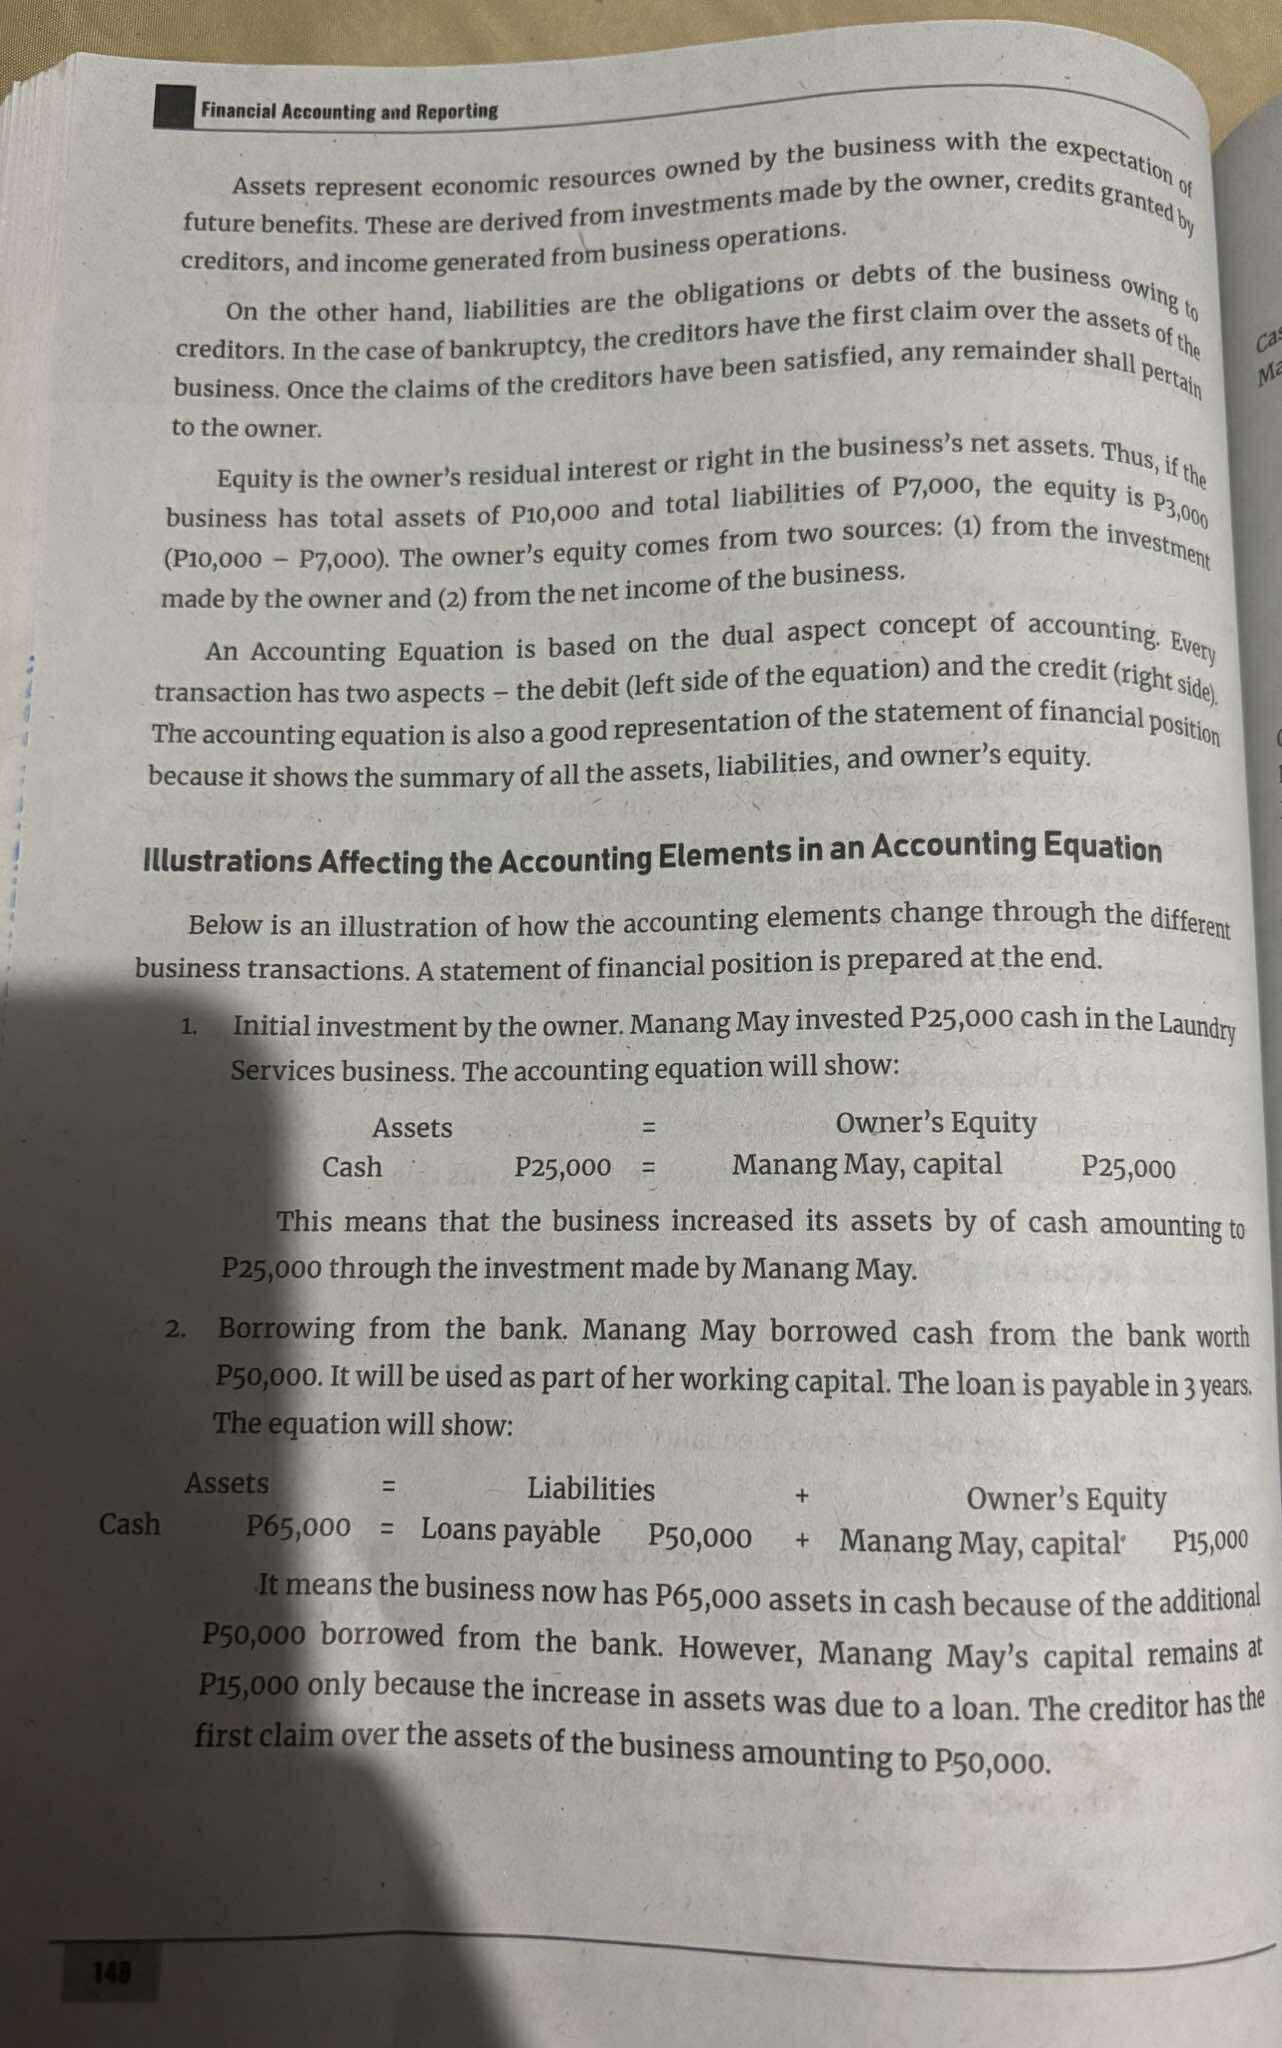 Financial Accounting and Reporting
Assets represent economic resources owned by the business with the expectation of
future benefits. These are derived from investments made by the owner, credits granted by
creditors, and income generated from business operations.
On the other hand, liabilities are the obligations or debts of the business owing to
creditors. In the case of bankruptcy, the creditors have the first claim over the assets of the
business. Once the claims of the creditors have been satisfied, any remainder shall pertain
to the owner.
Equity is the owner's residual interest or right in the business's net assets. Thus, if the
business has total assets of P10,000 and total liabilities of P7,000, the equity is P3,000
(P10,000 – P7,000). The owner's equity comes from two sources: (1) from the investment
made by the owner and (2) from the net income of the business.
An Accounting Equation is based on the dual aspect concept of accounting. Every
transaction has two aspects – the debit (left side of the equation) and the credit (right side).
The accounting equation is also a good representation of the statement of financial position
because it shows the summary of all the assets, liabilities, and owner's equity.
Illustrations Affecting the Accounting Elements in an Accounting Equation
Below is an illustration of how the accounting elements change through the different
business transactions. A statement of financial position is prepared at the end.
1. Initial investment by the owner. Manang May invested P25,000 cash in the Laundry
Services business. The accounting equation will show:
Assets = Owner's Equity
Cash P25,000 = Manang May, capital P25,000
This means that the business increased its assets by of cash amounting to
P25,000 through the investment made by Manang May.
2. Borrowing from the bank. Manang May borrowed cash from the bank worth
P50,000. It will be used as part of her working capital. The loan is payable in 3 years.
The equation will show:
Assets = Liabilities + Owner's Equity
Cash P65,000 = Loans payable P50,000 + Manang May, capital P15,000
It means the business now has P65,000 assets in cash because of the additional
P50,000 borrowed from the bank. However, Manang May's capital remains at
P15,000 only because the increase in assets was due to a loan. The creditor has the
first claim over the assets of the business amounting to P50,000.